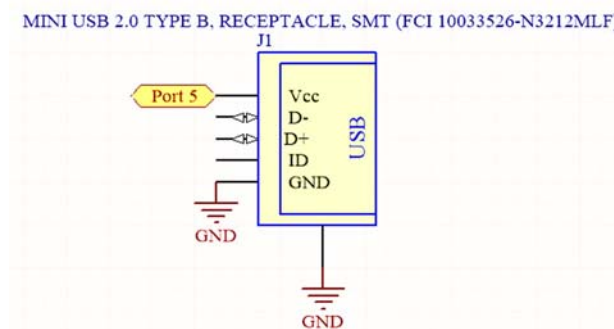 MINI USB 2.0 TYPE B, RECEPTACLE, SMT (FCI 10033526-N3212MLF)
J1
Port 5
Vcc
D-
D+
ID
GND
USB
GND
GND